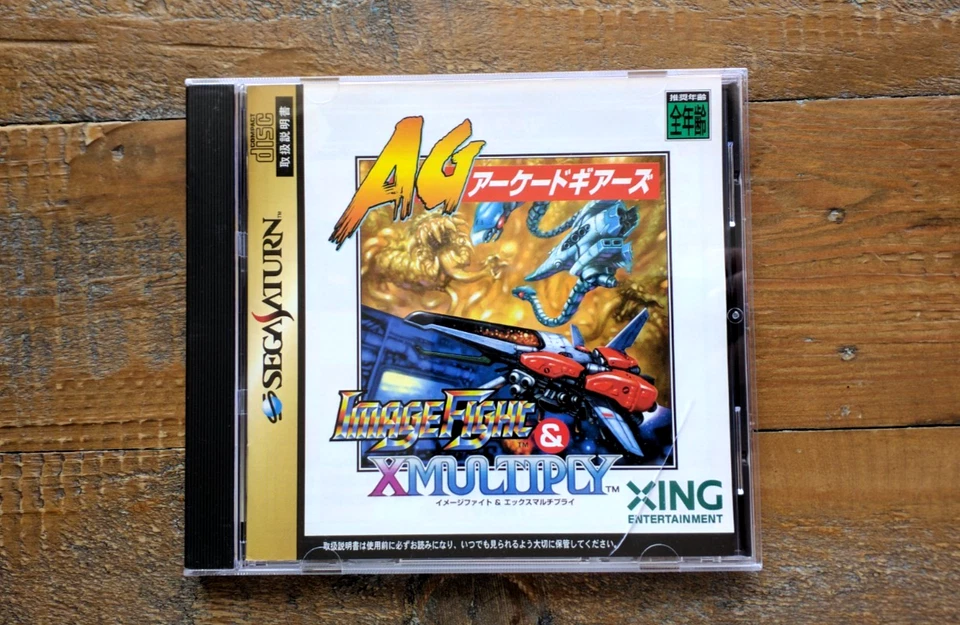 COMPACT
disc
取扱説明書
SEGA SATURN™
推奨年齢
全年齢
AG
アーケードギアーズ
IMAGE FIGHT™
&
XMULTIPLY™
イメージファイト & エックスマルチプライ
XING
ENTERTAINMENT
取扱説明書は使用前に必ずお読みになり、いつでも見られるよう大切に保管してください。